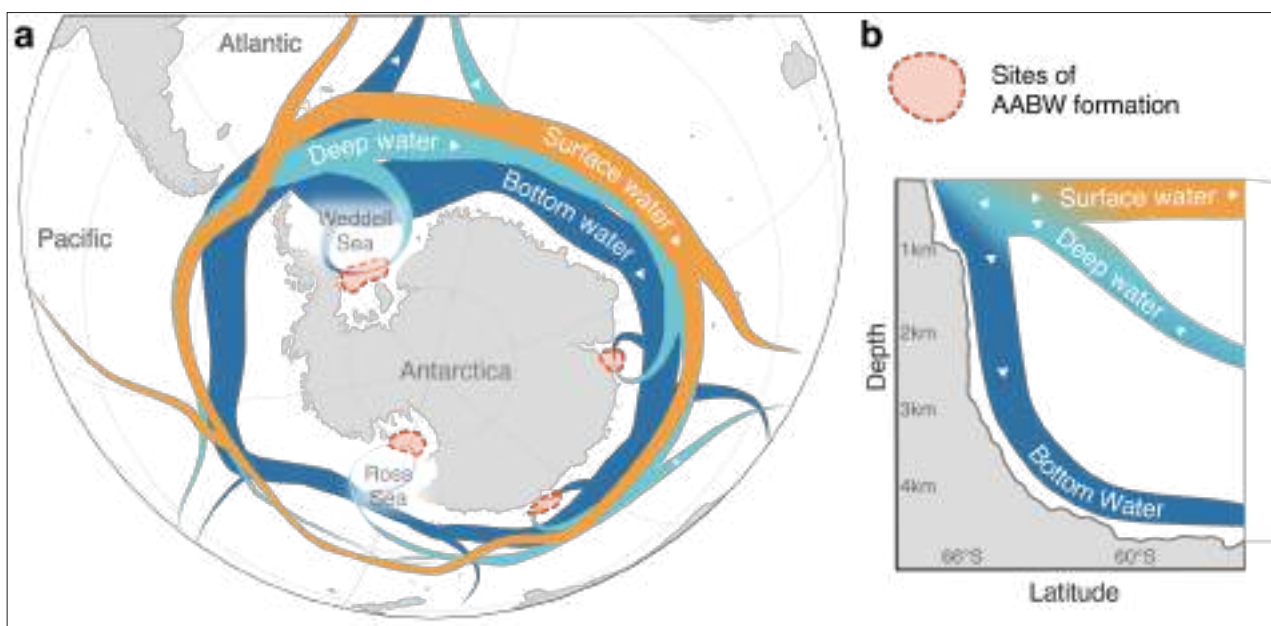 a
Atlantic
Deep water
Surface water
Bottom water
Weddell
Sea
Pacific
Antarctica
Ross
Sea
b
Sites of
AABW formation
Surface water
Deep water
Bottom Water
1km
2km
3km
4km
Depth
66°S
60°S
Latitude